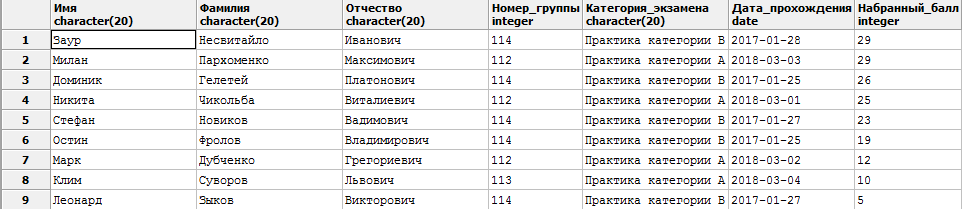 Имя Фамилия Отчество Номер_группы Категория_экзамена Дата_прохождения Набранный_балл
character(20) character(20) character(20) integer character(20) date integer
1 Заур Несвитайло Иванович 114 Практика категории B 2017-01-28 29
2 Милан Пархоменко Максимович 112 Практика категории A 2018-03-03 29
3 Доминик Гелетей Платонович 114 Практика категории B 2017-01-25 26
4 Никита Чикольба Виталиевич 112 Практика категории A 2018-03-01 25
5 Стефан Новиков Вадимович 114 Практика категории B 2017-01-27 23
6 Остин Фролов Владимирович 114 Практика категории B 2017-01-25 19
7 Марк Дубченко Грегориевич 112 Практика категории A 2018-03-02 12
8 Клим Суворов Львович 113 Практика категории A 2018-03-04 10
9 Леонард Зыков Викторович 114 Практика категории B 2017-01-27 5